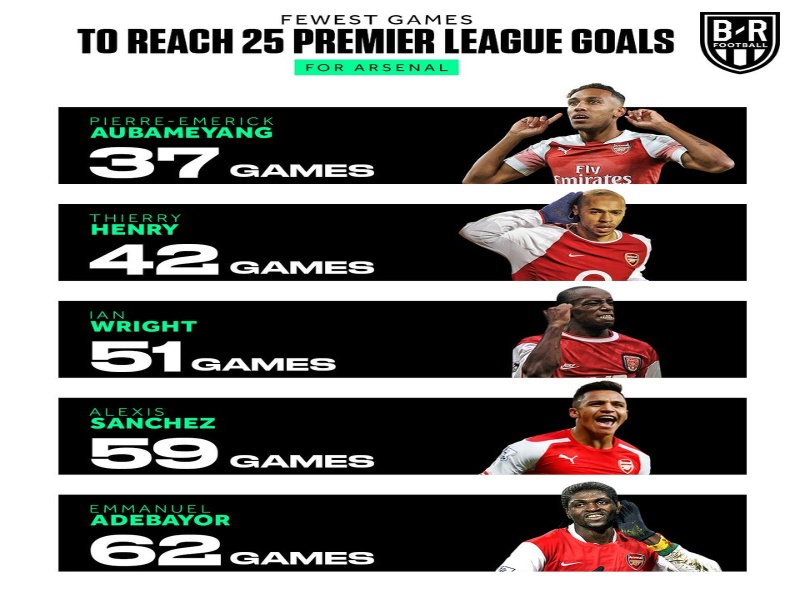 FEWEST GAMES
TO REACH 25 PREMIER LEAGUE GOALS
FOR ARSENAL
B-R
FOOTBALL
PIERRE-EMERICK
AUBAMEYANG
37 GAMES
Fly
Emirates
THIERRY
HENRY
42 GAMES
IAN
WRIGHT
51 GAMES
ALEXIS
SANCHEZ
59 GAMES
EMMANUEL
ADEBAYOR
62 GAMES